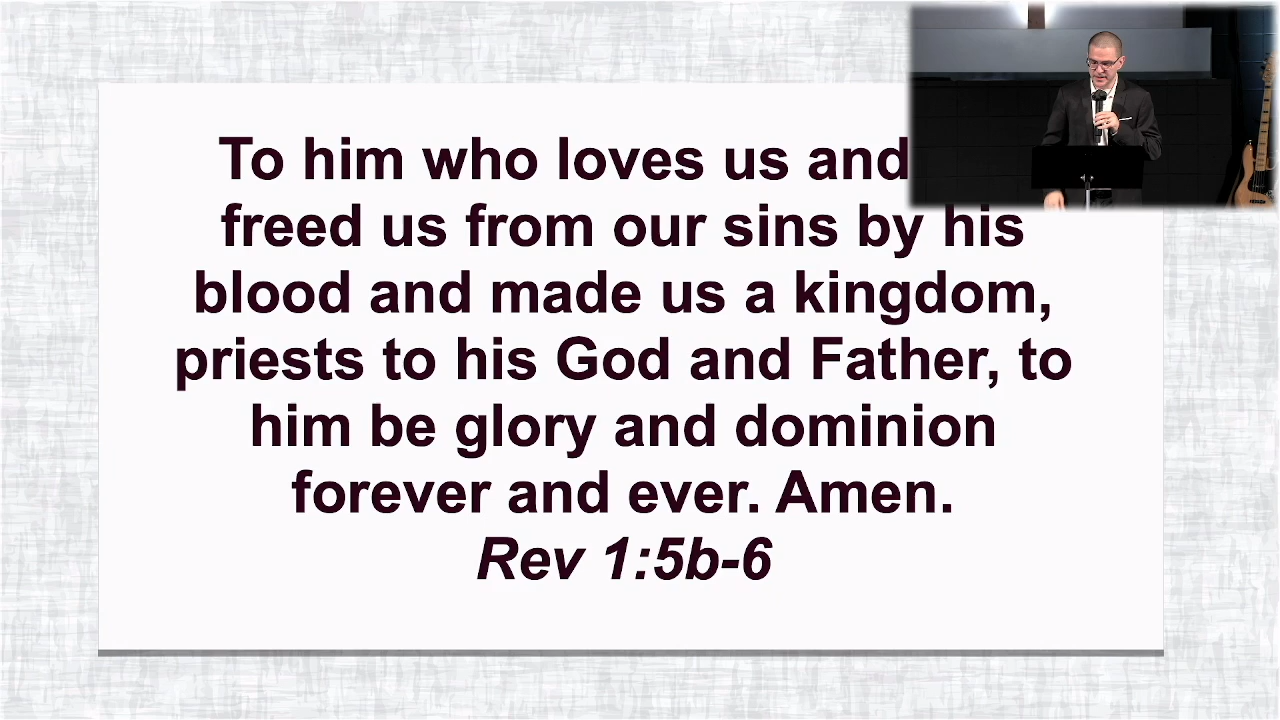 To him who loves us and
freed us from our sins by his
blood and made us a kingdom,
priests to his God and Father, to
him be glory and dominion
forever and ever. Amen.
Rev 1:5b-6